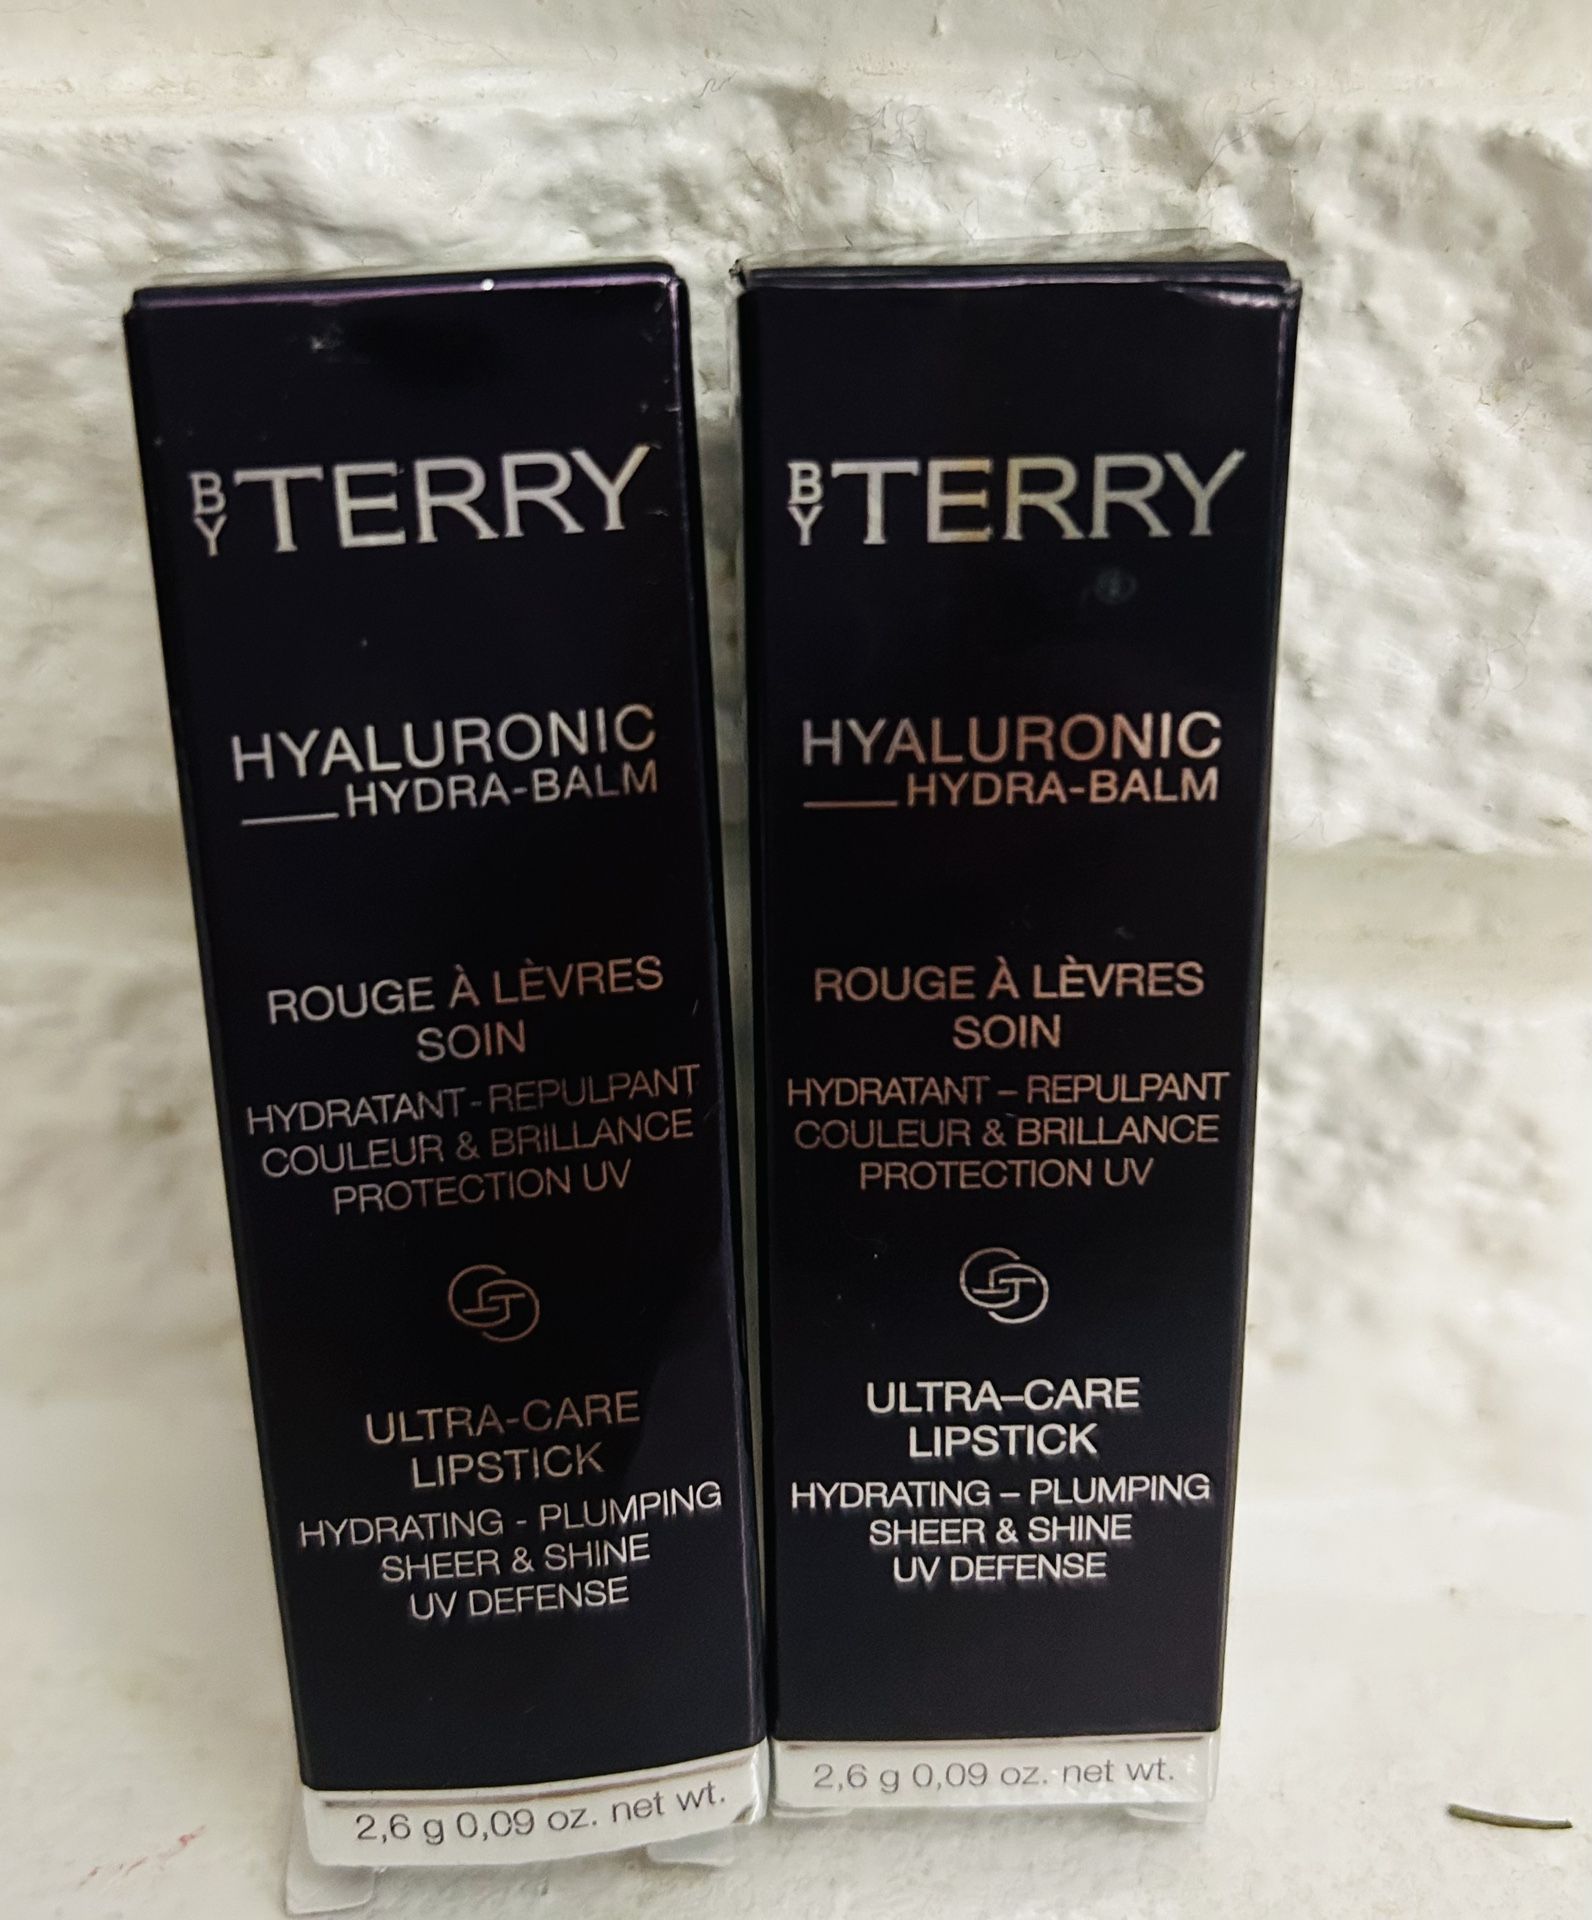 BY TERRY
HYALURONIC
HYDRA-BALM
ROUGE À LÈVRES
SOIN
HYDRATANT - REPULPANT
COULEUR & BRILLANCE
PROTECTION UV
ULTRA-CARE
LIPSTICK
HYDRATING - PLUMPING
SHEER & SHINE
UV DEFENSE
2,6 g 0,09 oz. net wt.
BY TERRY
HYALURONIC
HYDRA-BALM
ROUGE À LÈVRES
SOIN
HYDRATANT – REPULPANT
COULEUR & BRILLANCE
PROTECTION UV
ULTRA–CARE
LIPSTICK
HYDRATING – PLUMPING
SHEER & SHINE
UV DEFENSE
2,6 g 0,09 oz. net wt.